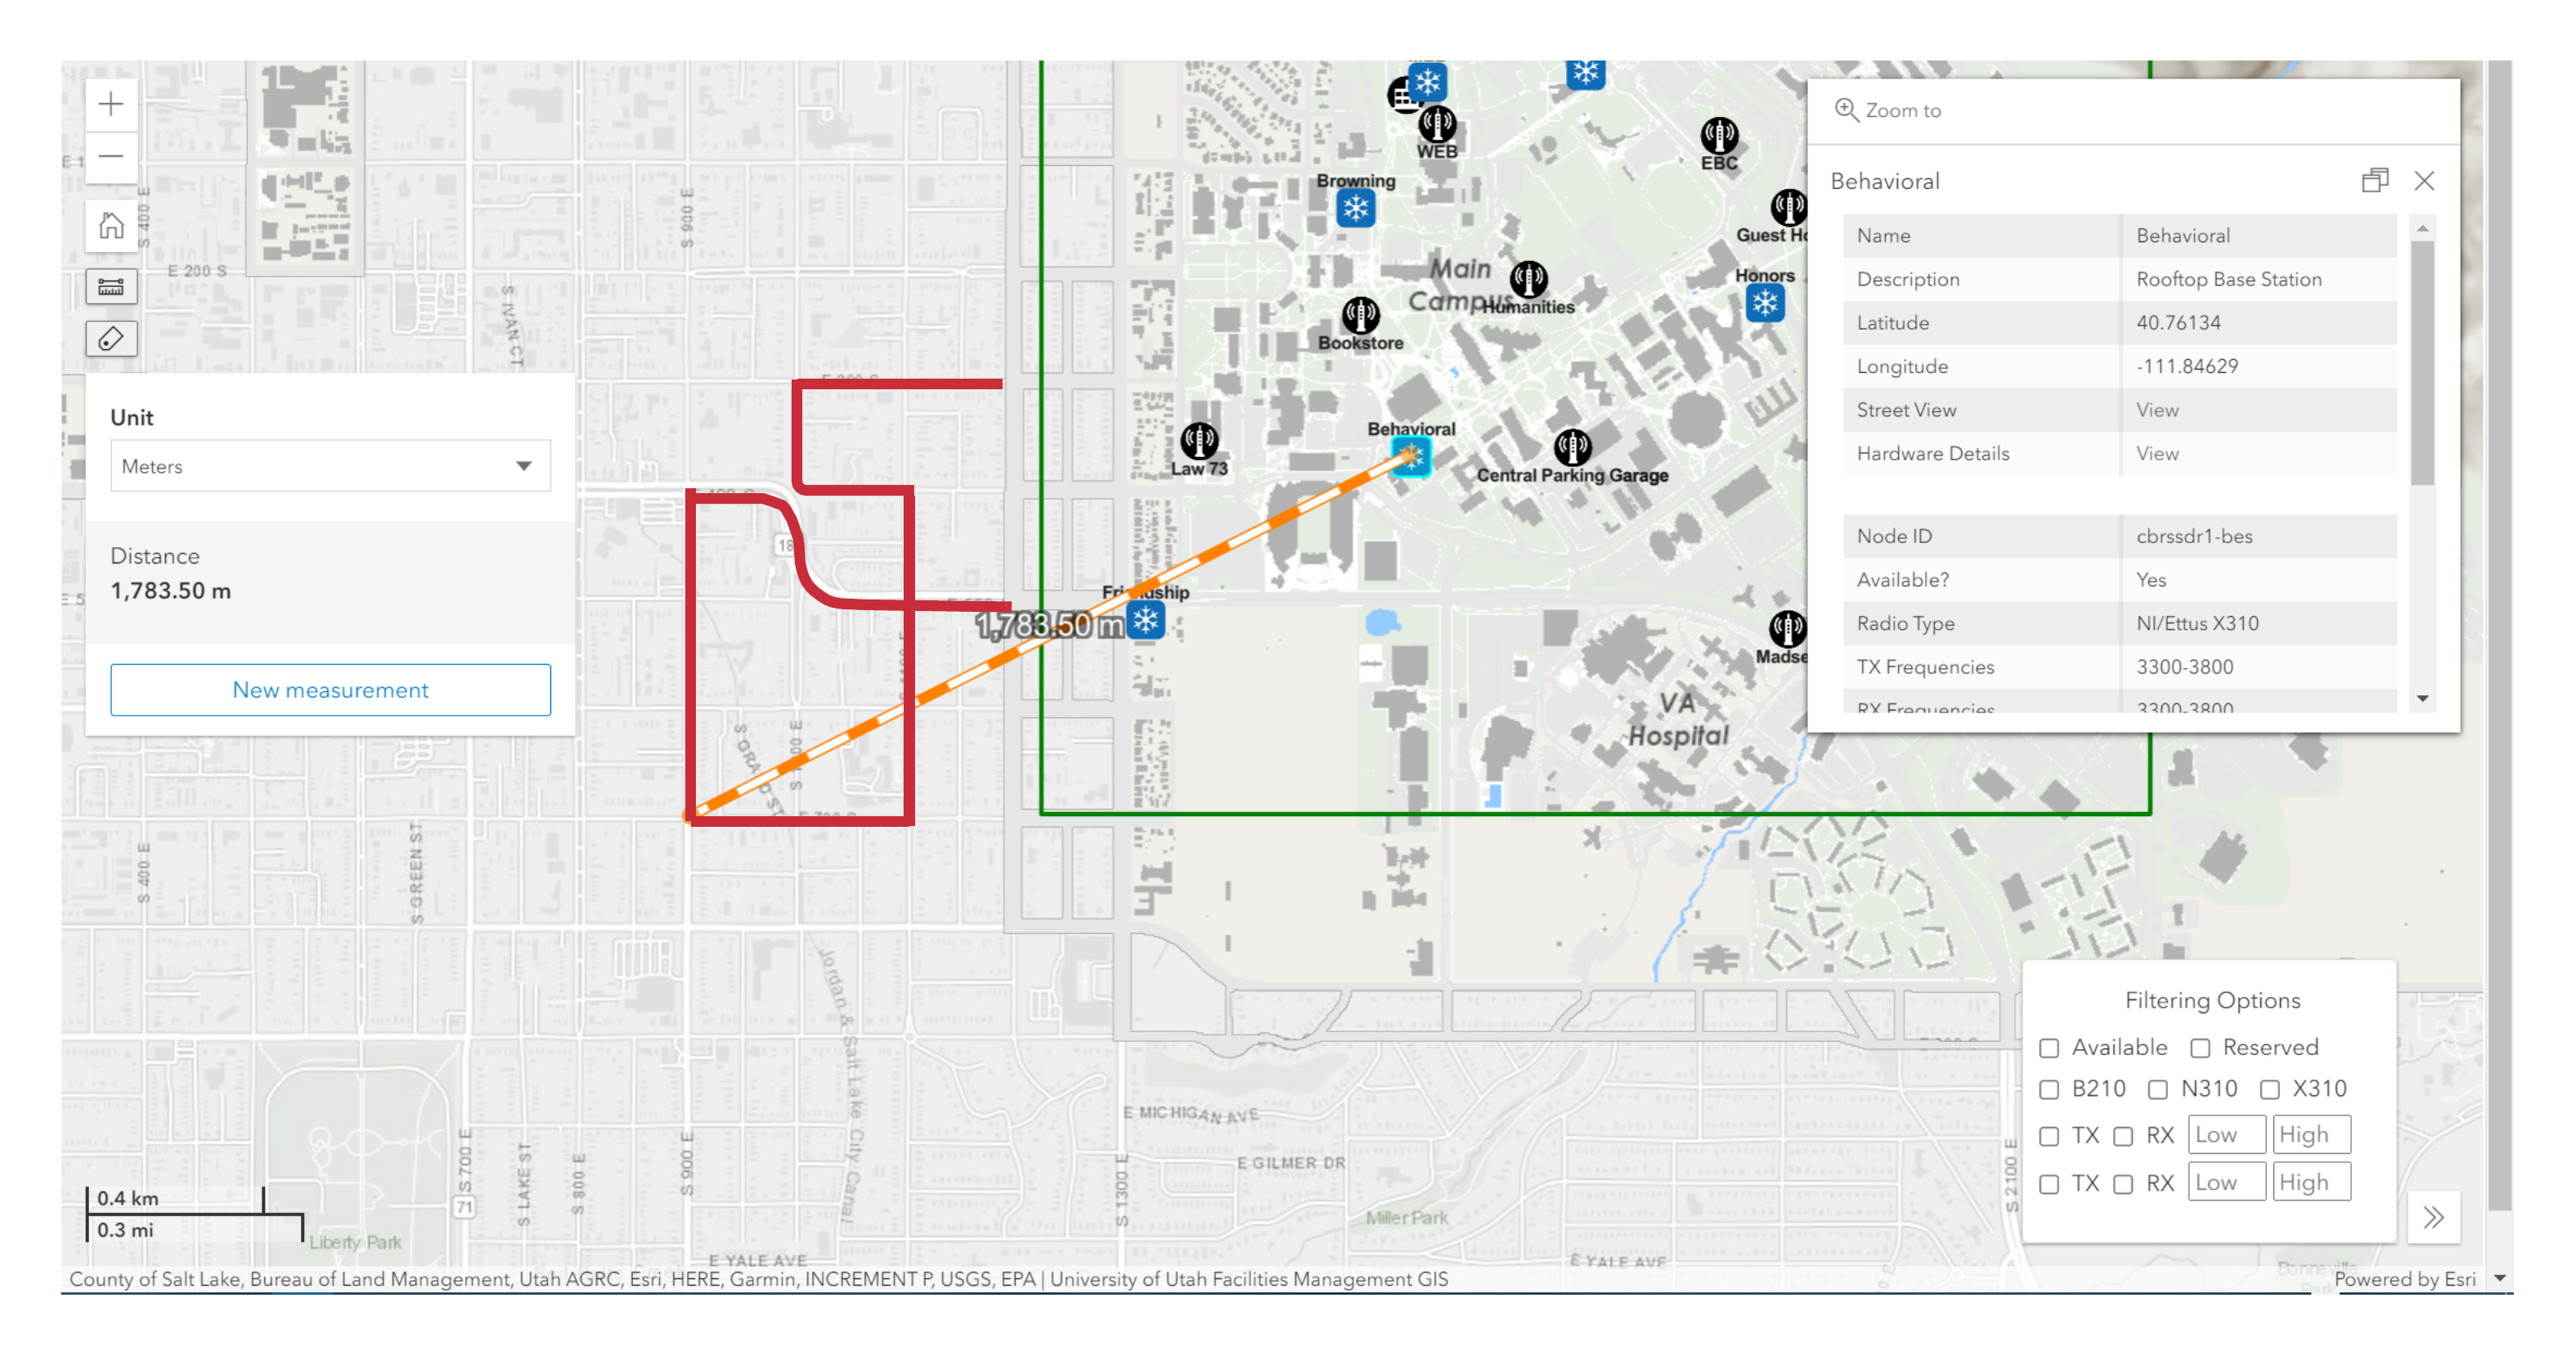 WEB
EBC
Browning
Guest Ho
Main
Campus
Humanities
Honors
Bookstore
Behavioral
Law 73
Central Parking Garage
Friendship
1,783.50 m
Madse
VA
Hospital
S 400 E
S 900 E
E 200 S
S IVAN CT
S GREEN ST
S 400 E
Jordan & Salt Lake City Canal
S 700 E
71
S LAKE ST
S 800 E
S 900 E
S 1300 E
S 2100 E
E MICHIGAN AVE
E GILMER DR
Miller Park
Liberty Park
E YALE AVE
E YALE AVE
Unit
Meters
Distance
1,783.50 m
New measurement
Zoom to
Behavioral
Name Behavioral
Description Rooftop Base Station
Latitude 40.76134
Longitude -111.84629
Street View View
Hardware Details View
Node ID cbrssdr1-bes
Available? Yes
Radio Type NI/Ettus X310
TX Frequencies 3300-3800
RX Frequencies 3300-3800
Filtering Options
Available Reserved
B210 N310 X310
TX RX Low High
TX RX Low High
0.4 km
0.3 mi
County of Salt Lake, Bureau of Land Management, Utah AGRC, Esri, HERE, Garmin, INCREMENT P, USGS, EPA | University of Utah Facilities Management GIS
Powered by Esri